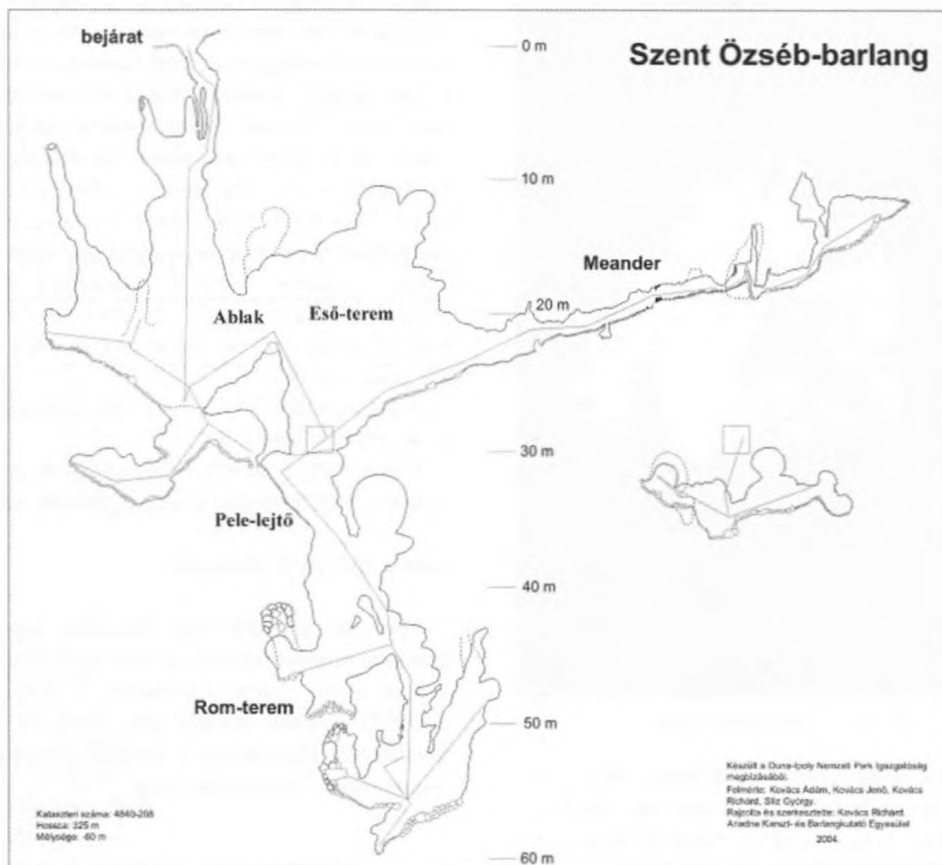 bejárat
0 m
Szent Özséb-barlang
10 m
Meander
20 m
Ablak
Eső-terem
30 m
Pele-lejtő
40 m
Rom-terem
50 m
Készült a Duna-Ipoly Nemzeti Park Igazgatóság
megbízásából.
Felmérte: Kovács Ádám, Kovács Jenő, Kovács
Richárd, Slíz György.
Rajzolta és szerkesztette: Kovács Richárd.
Ariadne Karszt- és Barlangkutató Egyesület
2004.
Kataszteri száma: 4840-208
Hossza: 325 m
Mélysége: -60 m
60 m